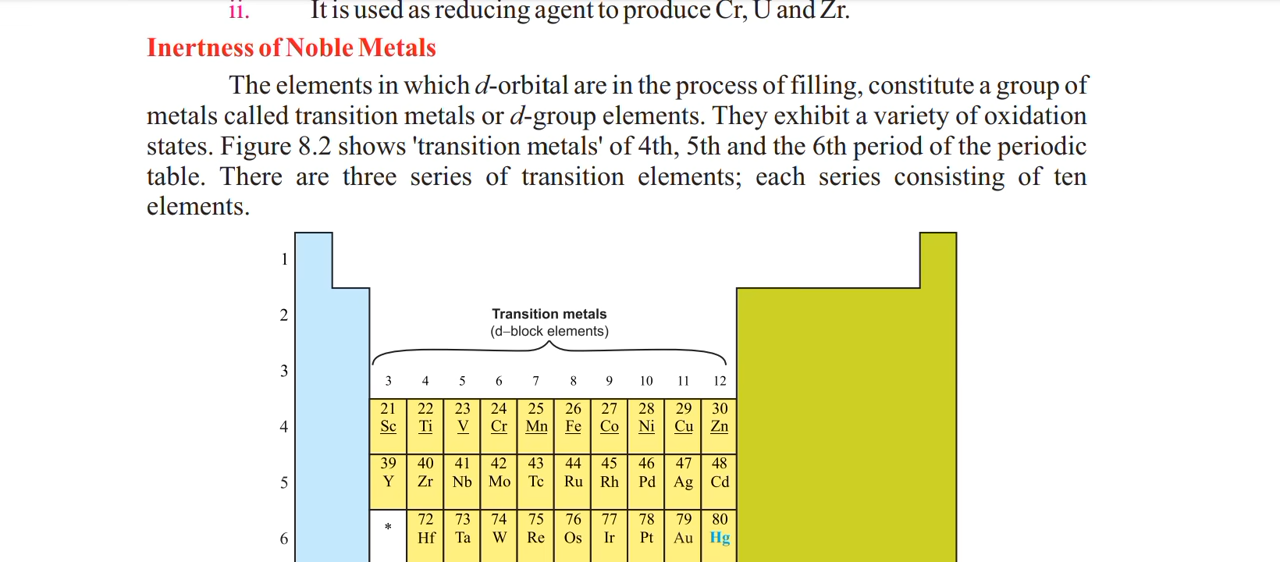 ii. It is used as reducing agent to produce Cr, U and Zr.
Inertness of Noble Metals
The elements in which d-orbital are in the process of filling, constitute a group of
metals called transition metals or d-group elements. They exhibit a variety of oxidation
states. Figure 8.2 shows 'transition metals' of 4th, 5th and the 6th period of the periodic
table. There are three series of transition elements; each series consisting of ten
elements.
1
2
Transition metals
(d–block elements)
3
3 4 5 6 7 8 9 10 11 12
21 22 23 24 25 26 27 28 29 30
4
Sc Ti V Cr Mn Fe Co Ni Cu Zn
39 40 41 42 43 44 45 46 47 48
5
Y Zr Nb Mo Tc Ru Rh Pd Ag Cd
* 72 73 74 75 76 77 78 79 80
6
Hf Ta W Re Os Ir Pt Au Hg